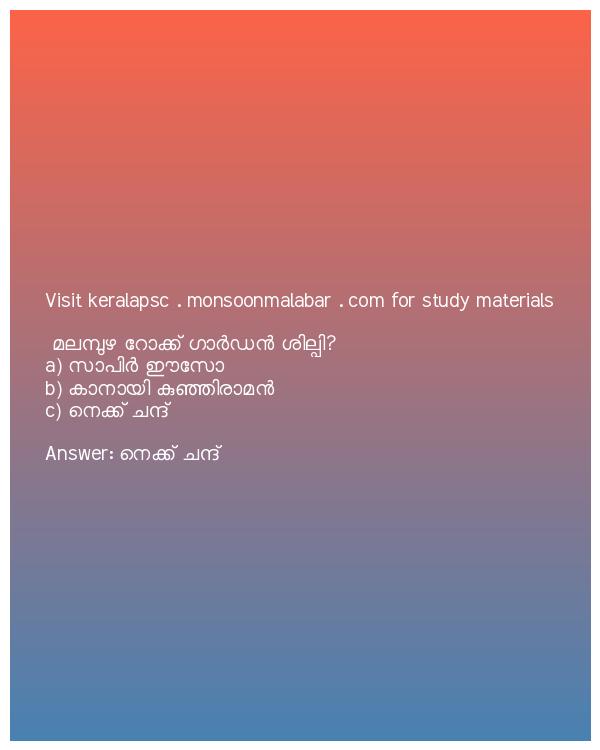 Visit keralapsc . monsoonmalabar . com for study materials
മലമ്പുഴ റോക്ക് ഗാർഡൻ ശില്പി?
a) സാപിർ ഈസോ
b) കാനായി കുഞ്ഞിരാമൻ
c) നെക്ക് ചന്ദ്
Answer: നെക്ക് ചന്ദ്